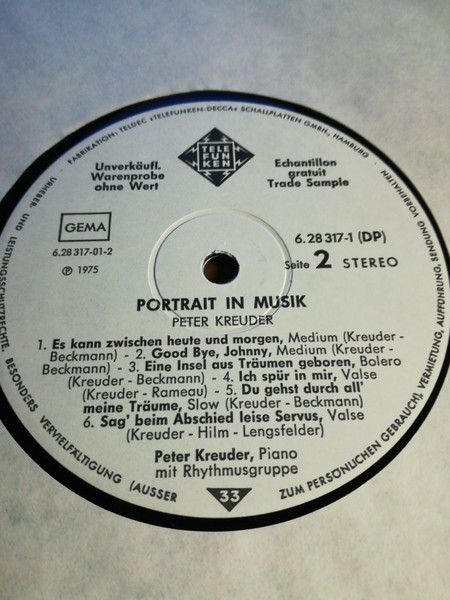 FABRIKATION: TELDEC »TELEFUNKEN-DECCA« SCHALLPLATTEN GMBH, HAMBURG
URHEBER- UND LEISTUNGSSCHUTZRECHTE, BESONDERS VERVIELFÄLTIGUNG (AUSSER ZUM PERSÖNLICHEN GEBRAUCH), VERMIETUNG, AUFFÜHRUNG, SENDUNG VORBEHALTEN
TELE
FUN
KEN
Unverkäufl.
Warenprobe
ohne Wert
Echantillon
gratuit
Trade Sample
GEMA
6.28 317-01-2
Ⓟ 1975
6.28 317-1 (DP)
Seite 2 STEREO
PORTRAIT IN MUSIK
PETER KREUDER
1. Es kann zwischen heute und morgen, Medium (Kreuder -
Beckmann) - 2. Good Bye, Johnny, Medium (Kreuder -
Beckmann) - 3. Eine Insel aus Träumen geboren, Bolero
(Kreuder - Beckmann) - 4. Ich spür in mir, Valse
(Kreuder - Rameau) - 5. Du gehst durch all'
meine Träume, Slow (Kreuder - Beckmann)
6. Sag' beim Abschied leise Servus, Valse
(Kreuder - Hilm - Lengsfelder)
Peter Kreuder, Piano
mit Rhythmusgruppe
33